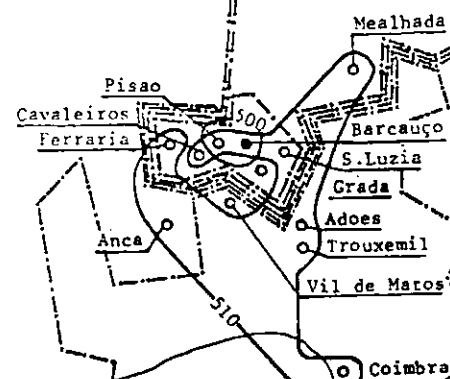 Mealhada
Pisao
Cavaleiros
500
Barcauço
Ferraria
S.Luzia
Grada
Adoes
Anca
Trouxemil
Vil de Matos
510
Coimbra